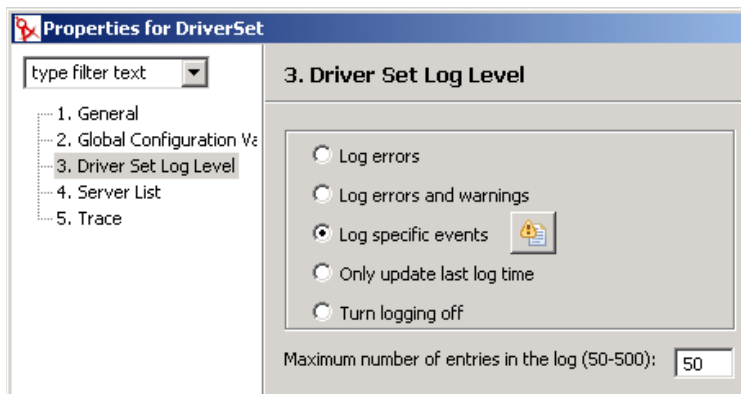 Properties for DriverSet
type filter text
1. General
2. Global Configuration Va
3. Driver Set Log Level
4. Server List
5. Trace
3. Driver Set Log Level
Log errors
Log errors and warnings
Log specific events
Only update last log time
Turn logging off
Maximum number of entries in the log (50-500): 50